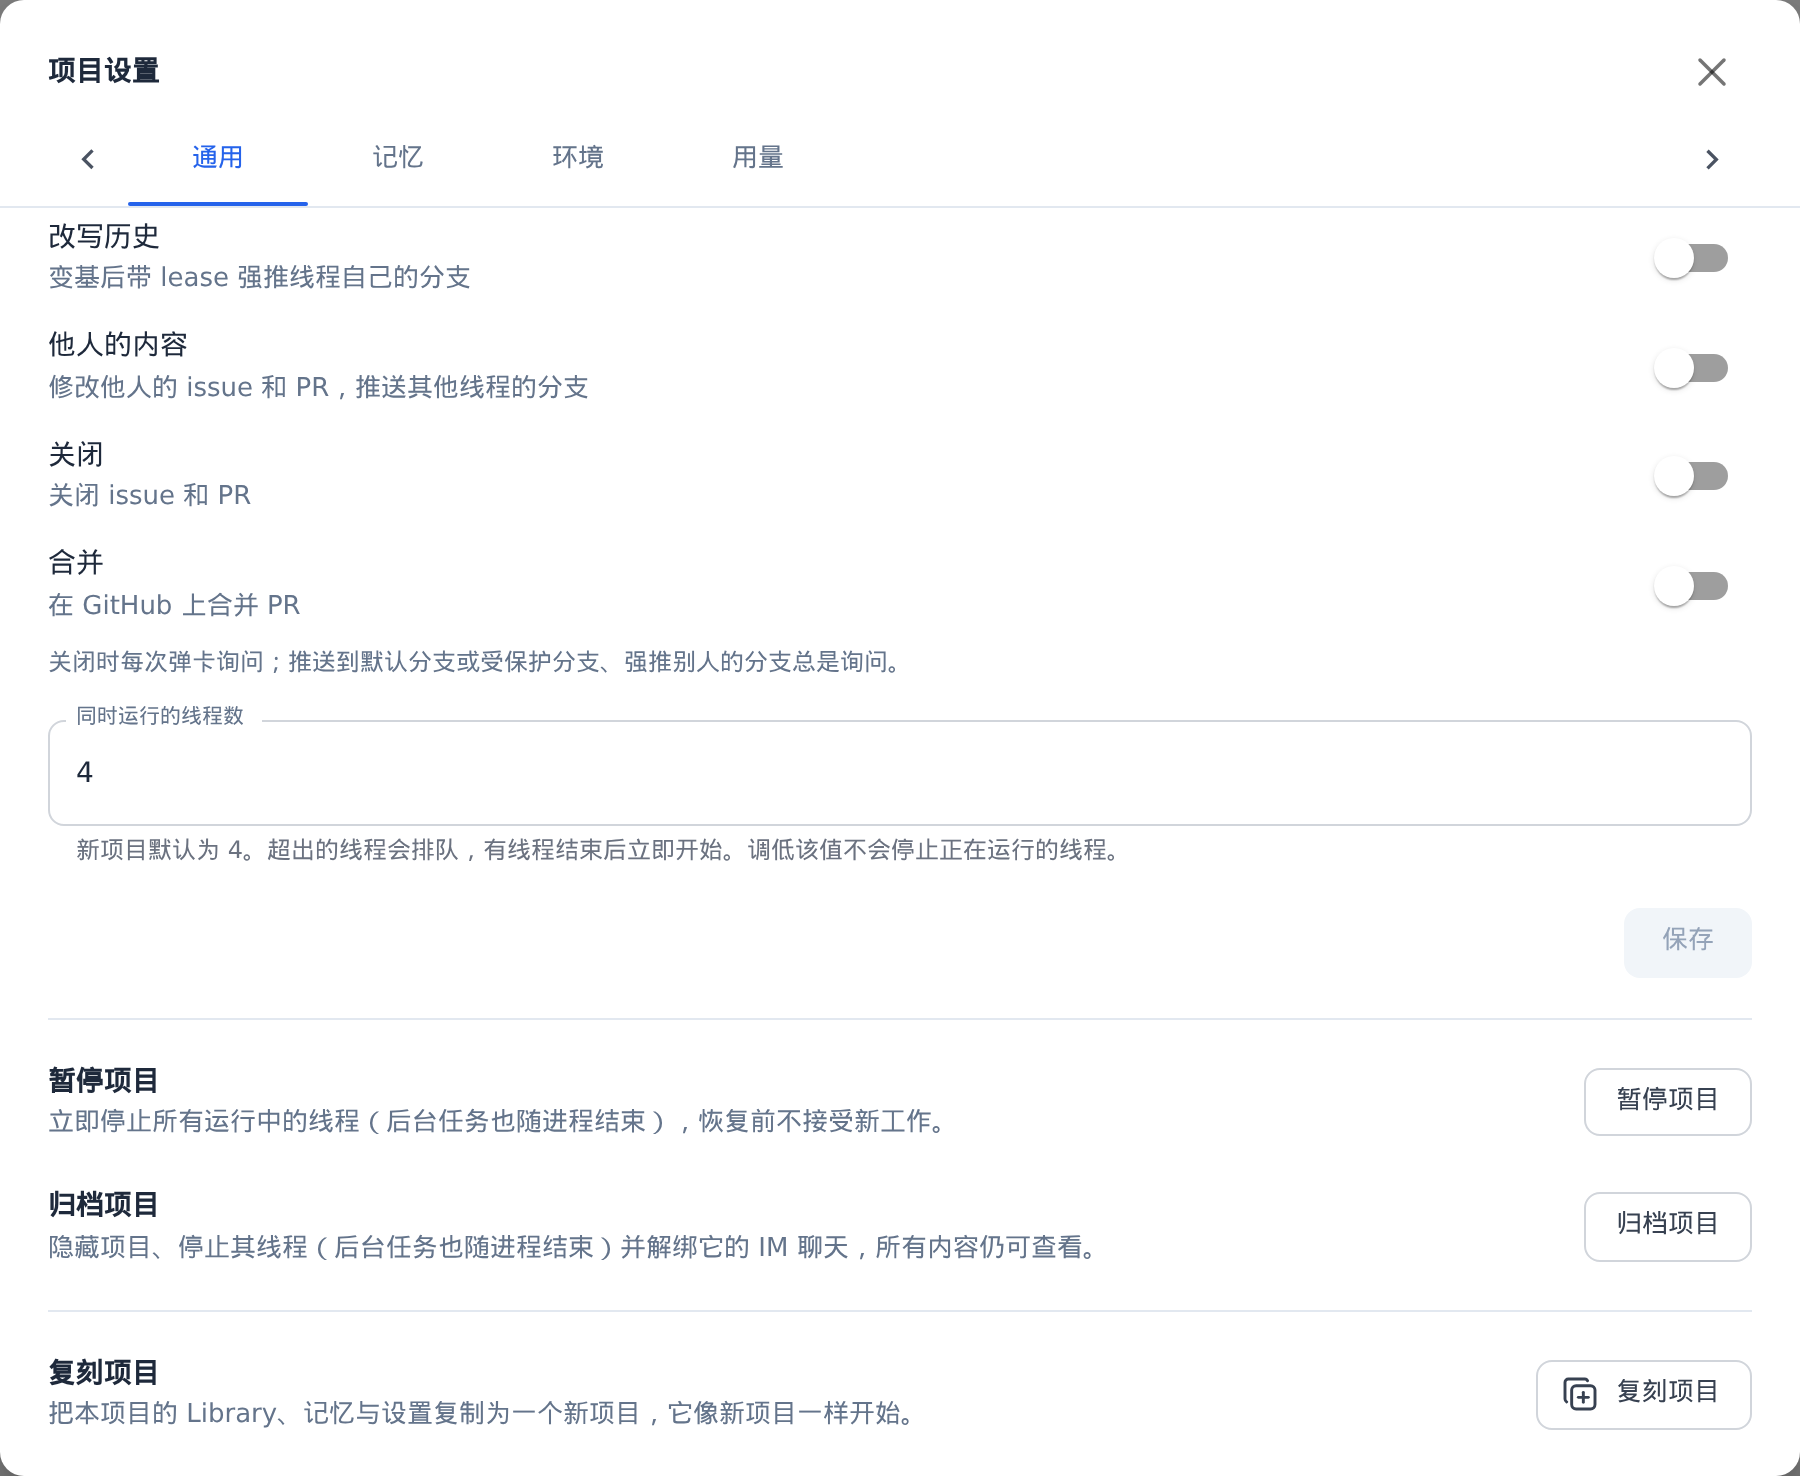 项目设置
通用
记忆
环境
用量
改写历史
变基后带 lease 强推线程自己的分支
他人的内容
修改他人的 issue 和 PR，推送其他线程的分支
关闭
关闭 issue 和 PR
合并
在 GitHub 上合并 PR
关闭时每次弹卡询问；推送到默认分支或受保护分支、强推别人的分支总是询问。
同时运行的线程数
4
新项目默认为 4。超出的线程会排队，有线程结束后立即开始。调低该值不会停止正在运行的线程。
保存
暂停项目
立即停止所有运行中的线程（后台任务也随进程结束），恢复前不接受新工作。
暂停项目
归档项目
隐藏项目、停止其线程（后台任务也随进程结束）并解绑它的 IM 聊天，所有内容仍可查看。
归档项目
复刻项目
把本项目的 Library、记忆与设置复制为一个新项目，它像新项目一样开始。
复刻项目